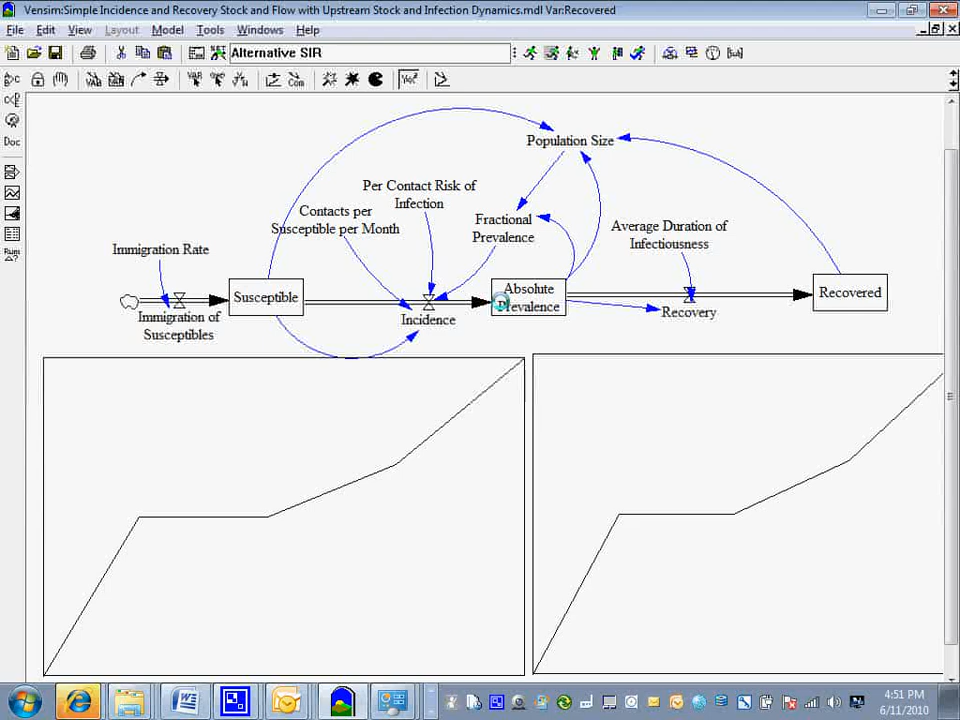 Vensim:Simple Incidence and Recovery Stock and Flow with Upstream Stock and Infection Dynamics.mdl Var:Recovered
File Edit View Layout Model Tools Windows Help
Alternative SIR
Doc
Population Size
Per Contact Risk of
Infection
Contacts per
Susceptible per Month
Fractional
Prevalence
Average Duration of
Infectiousness
Immigration Rate
Susceptible
Absolute
Prevalence
Recovered
Immigration of
Susceptibles
Incidence
Recovery
4:51 PM
6/11/2010